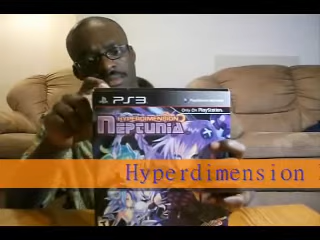 PS3
Only On PlayStation
HYPERDIMENSION
NEPTUNIA
Hyperdimension